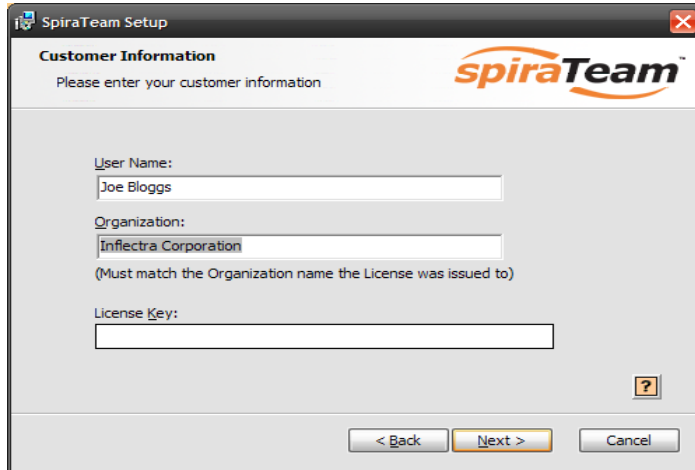 SpiraTeam Setup
Customer Information
Please enter your customer information
spiraTeam
User Name:
Joe Bloggs
Organization:
Inflectra Corporation
(Must match the Organization name the License was issued to)
License Key:
?
< Back Next > Cancel